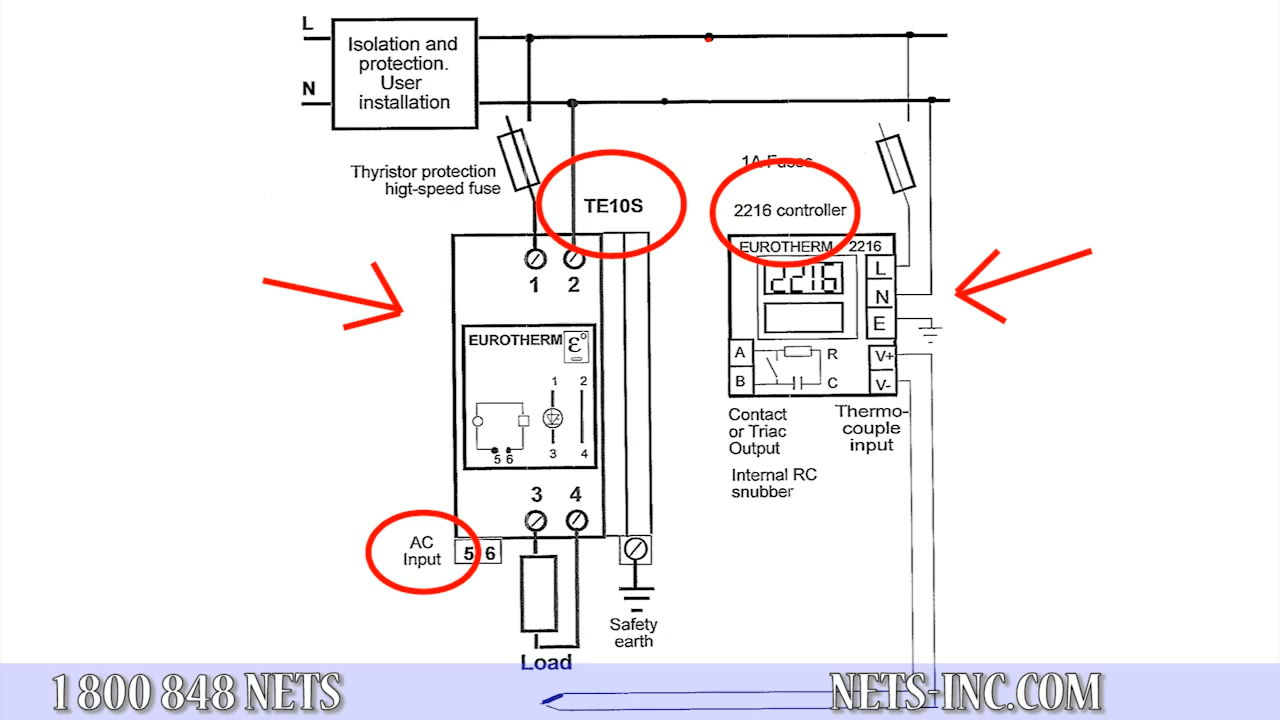 L
Isolation and
protection.
User
installation
N
Thyristor protection
higt-speed fuse
TE10S
1A Fuses
2216 controller
EUROTHERM 2216
2216
L
N
E
1 2
EUROTHERM
ε°
A
B
R
C
V+
V-
1 2
5 6
3 4
Contact
or Triac
Output
Thermo-
couple
input
Internal RC
snubber
3 4
AC
Input
5 6
Safety
earth
Load
1 800 848 NETS
NETS-INC.COM